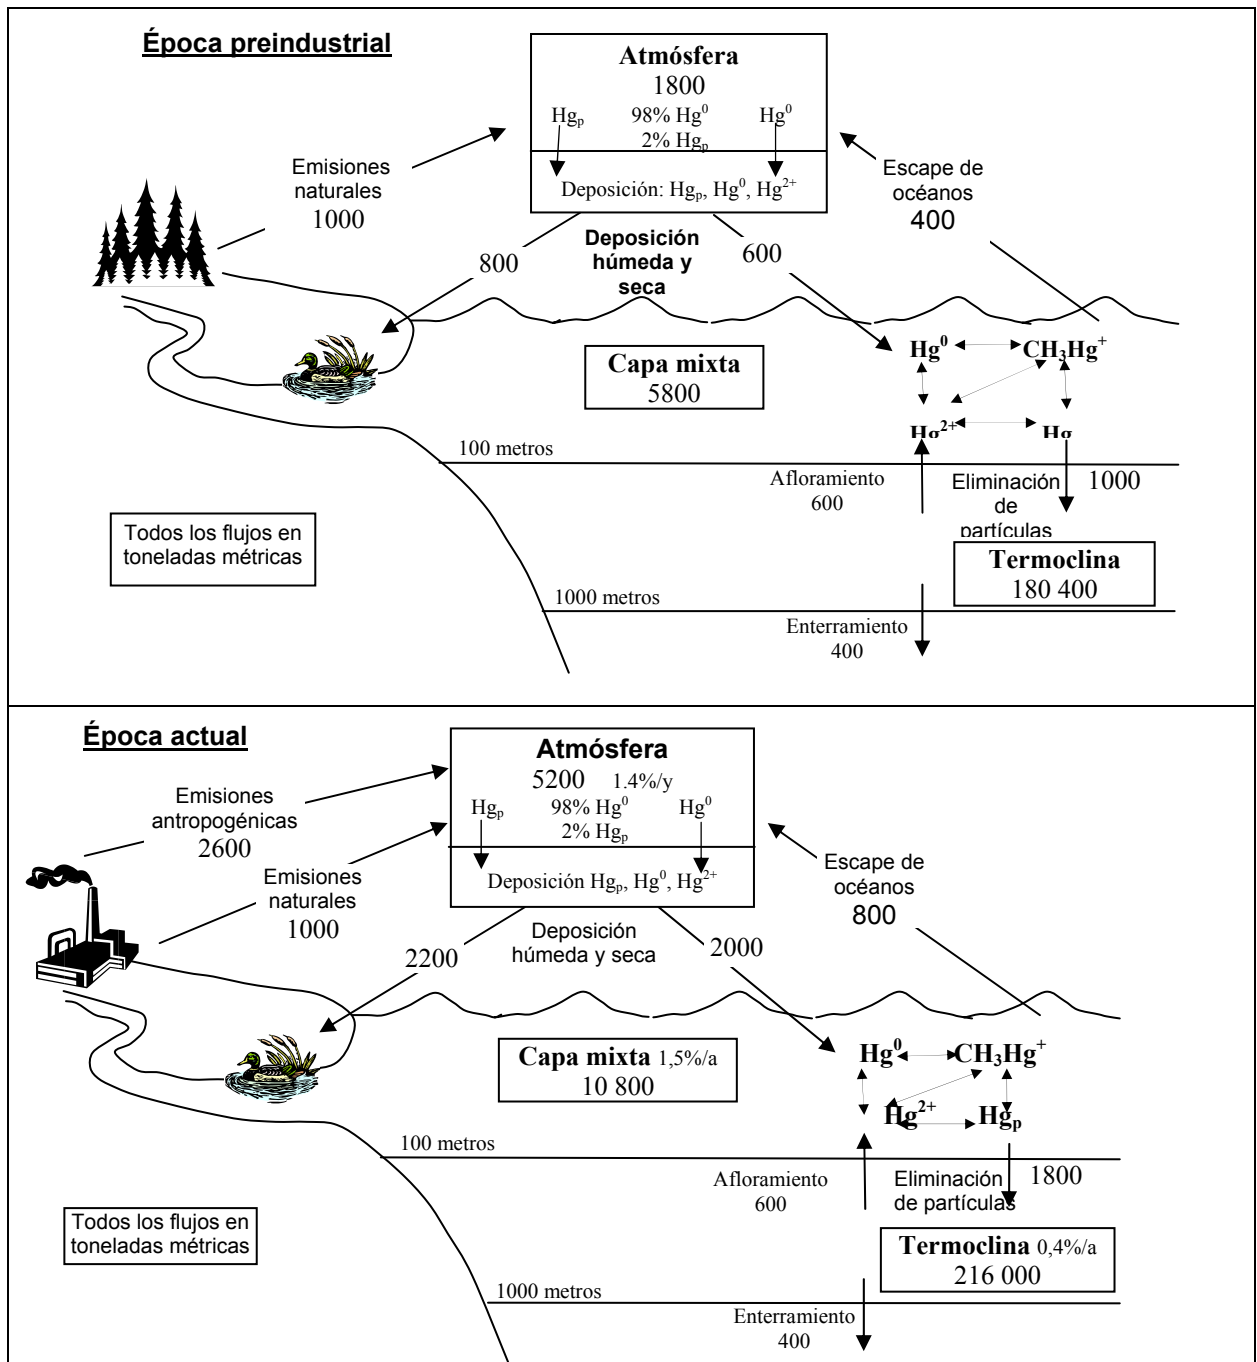 Época preindustrial
Atmósfera
1800
Hgₚ 98% Hg⁰ Hg⁰
2% Hgₚ
Deposición: Hgₚ, Hg⁰, Hg²⁺
Emisiones
naturales
1000
Escape de
océanos
400
800
Deposición
húmeda y
seca
600
Capa mixta
5800
Hg⁰ CH₃Hg⁺
Hg²⁺ Hg
100 metros
Afloramiento
600
Eliminación
de
partículas
1000
Todos los flujos en
toneladas métricas
Termoclina
180 400
1000 metros
Enterramiento
400
Época actual
Atmósfera
5200 1.4%/y
Hgₚ 98% Hg⁰ Hg⁰
2% Hgₚ
Deposición Hgₚ, Hg⁰, Hg²⁺
Emisiones
antropogénicas
2600
Emisiones
naturales
1000
Escape de
océanos
800
2200
Deposición
húmeda y seca
2000
Capa mixta 1,5%/a
10 800
Hg⁰ CH₃Hg⁺
Hg²⁺ Hgₚ
100 metros
Afloramiento
600
Eliminación
de partículas
1800
Todos los flujos en
toneladas métricas
Termoclina 0,4%/a
216 000
1000 metros
Enterramiento
400